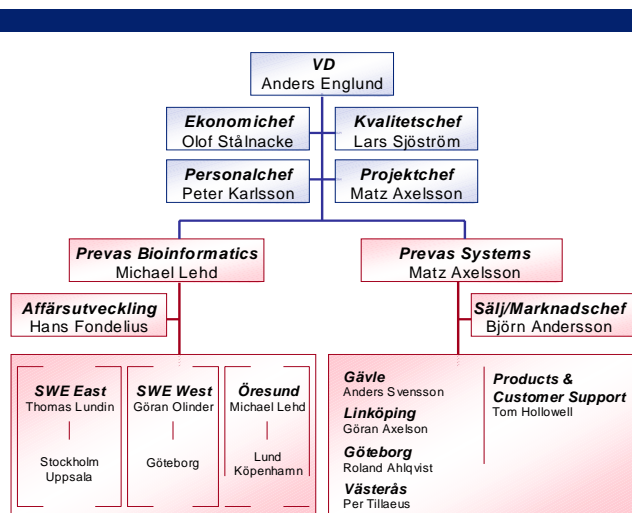 VD
Anders Englund
Ekonomichef
Olof Stålnacke
Kvalitetschef
Lars Sjöström
Personalchef
Peter Karlsson
Projektchef
Matz Axelsson
Prevas Bioinformatics
Michael Lehd
Prevas Systems
Matz Axelsson
Affärsutveckling
Hans Fondelius
Sälj/Marknadschef
Björn Andersson
SWE East
Thomas Lundin
Stockholm
Uppsala
SWE West
Göran Olinder
Göteborg
Öresund
Michael Lehd
Lund
Köpenhamn
Gävle
Anders Svensson
Linköping
Göran Axelson
Göteborg
Roland Ahlqvist
Västerås
Per Tillaeus
Products &
Customer Support
Tom Hollowell